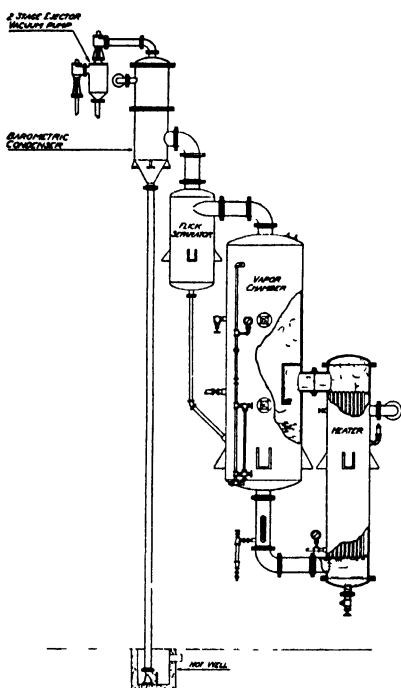 2 STAGE EJECTOR
VACUUM PUMP
BAROMETRIC
CONDENSER
FLICK
SEPARATOR
VAPOR
CHAMBER
HEATER
HOT WELL